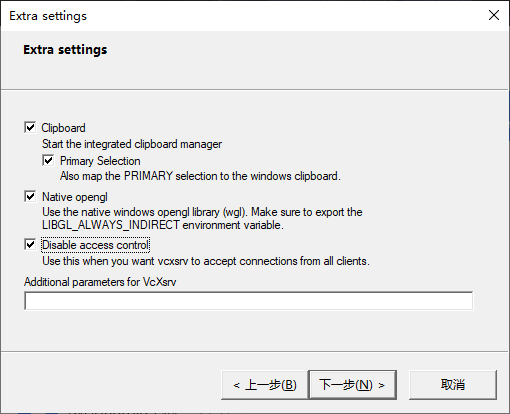 Extra settings
Extra settings
Clipboard
Start the integrated clipboard manager
Primary Selection
Also map the PRIMARY selection to the windows clipboard.
Native opengl
Use the native windows opengl library (wgl). Make sure to export the
LIBGL_ALWAYS_INDIRECT environment variable.
Disable access control
Use this when you want vcxsrv to accept connections from all clients.
Additional parameters for VcXsrv
< 上一步(B) 下一步(N) > 取消